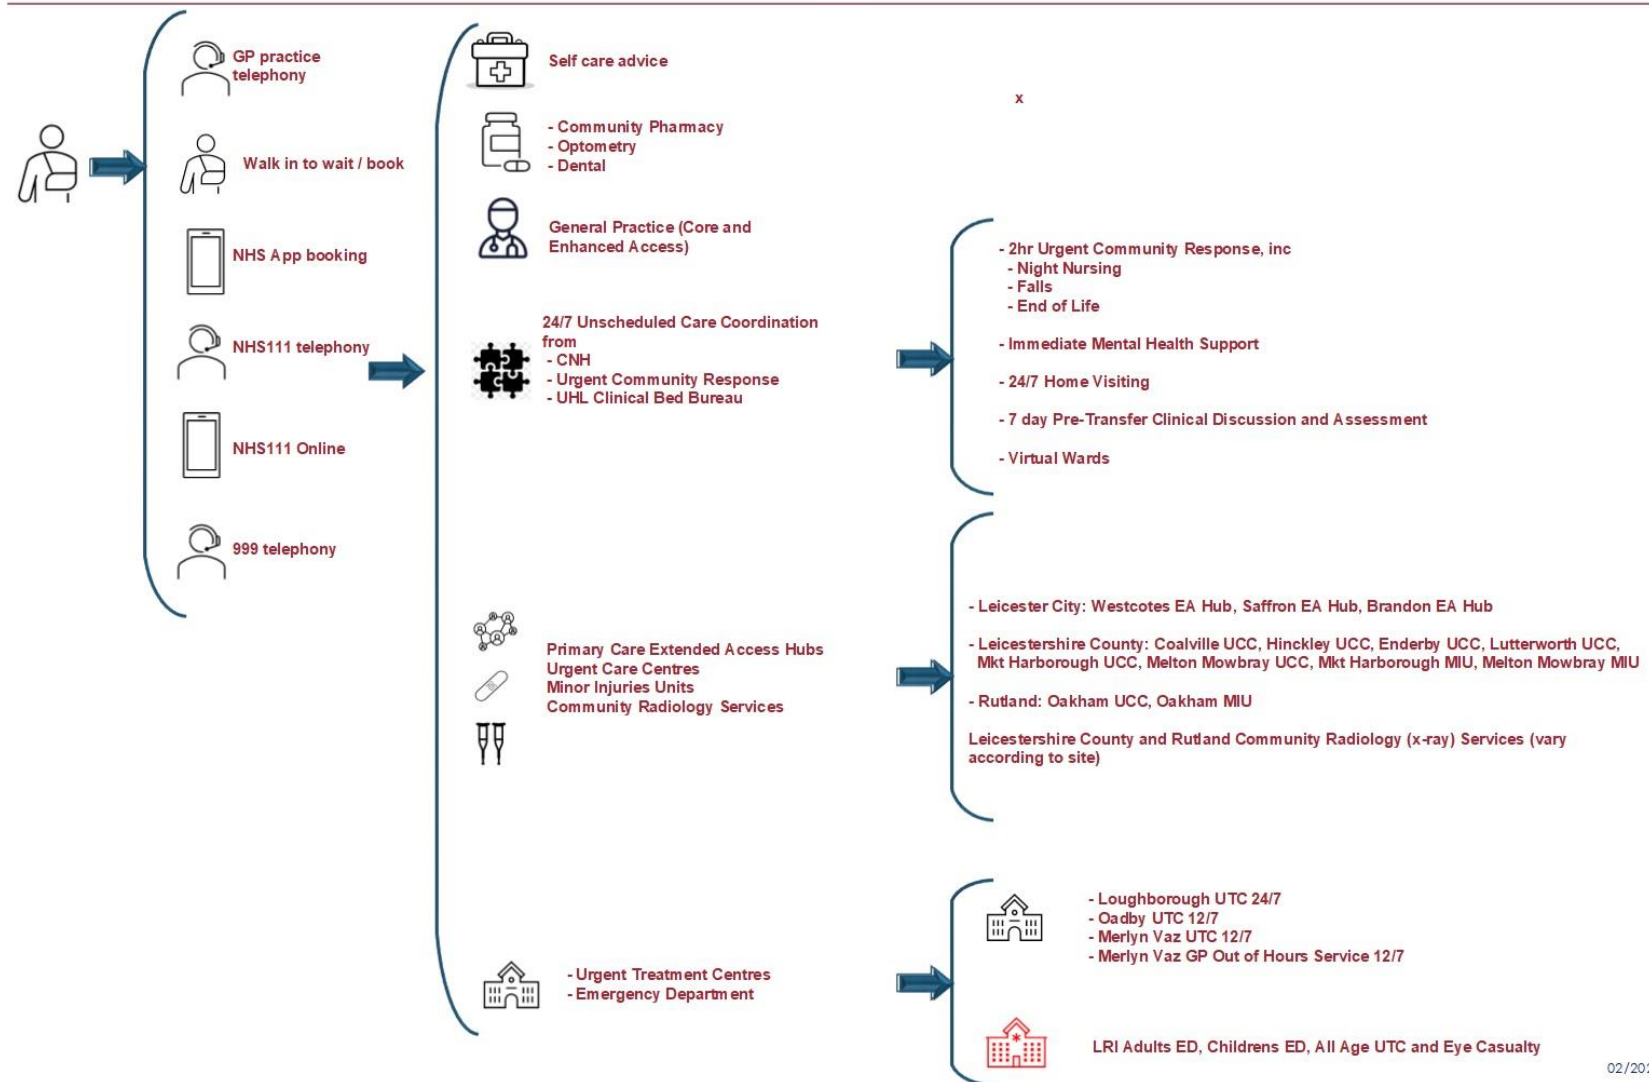 GP practice
telephony
Walk in to wait / book
NHS App booking
NHS111 telephony
NHS111 Online
999 telephony
Self care advice
- Community Pharmacy
- Optometry
- Dental
General Practice (Core and
Enhanced Access)
24/7 Unscheduled Care Coordination
from
- CNH
- Urgent Community Response
- UHL Clinical Bed Bureau
Primary Care Extended Access Hubs
Urgent Care Centres
Minor Injuries Units
Community Radiology Services
- Urgent Treatment Centres
- Emergency Department
x
- 2hr Urgent Community Response, inc
- Night Nursing
- Falls
- End of Life
- Immediate Mental Health Support
- 24/7 Home Visiting
- 7 day Pre-Transfer Clinical Discussion and Assessment
- Virtual Wards
- Leicester City: Westcotes EA Hub, Saffron EA Hub, Brandon EA Hub
- Leicestershire County: Coalville UCC, Hinckley UCC, Enderby UCC, Lutterworth UCC,
Mkt Harborough UCC, Melton Mowbray UCC, Mkt Harborough MIU, Melton Mowbray MIU
- Rutland: Oakham UCC, Oakham MIU
Leicestershire County and Rutland Community Radiology (x-ray) Services (vary
according to site)
- Loughborough UTC 24/7
- Oadby UTC 12/7
- Merlyn Vaz UTC 12/7
- Merlyn Vaz GP Out of Hours Service 12/7
LRI Adults ED, Childrens ED, All Age UTC and Eye Casualty